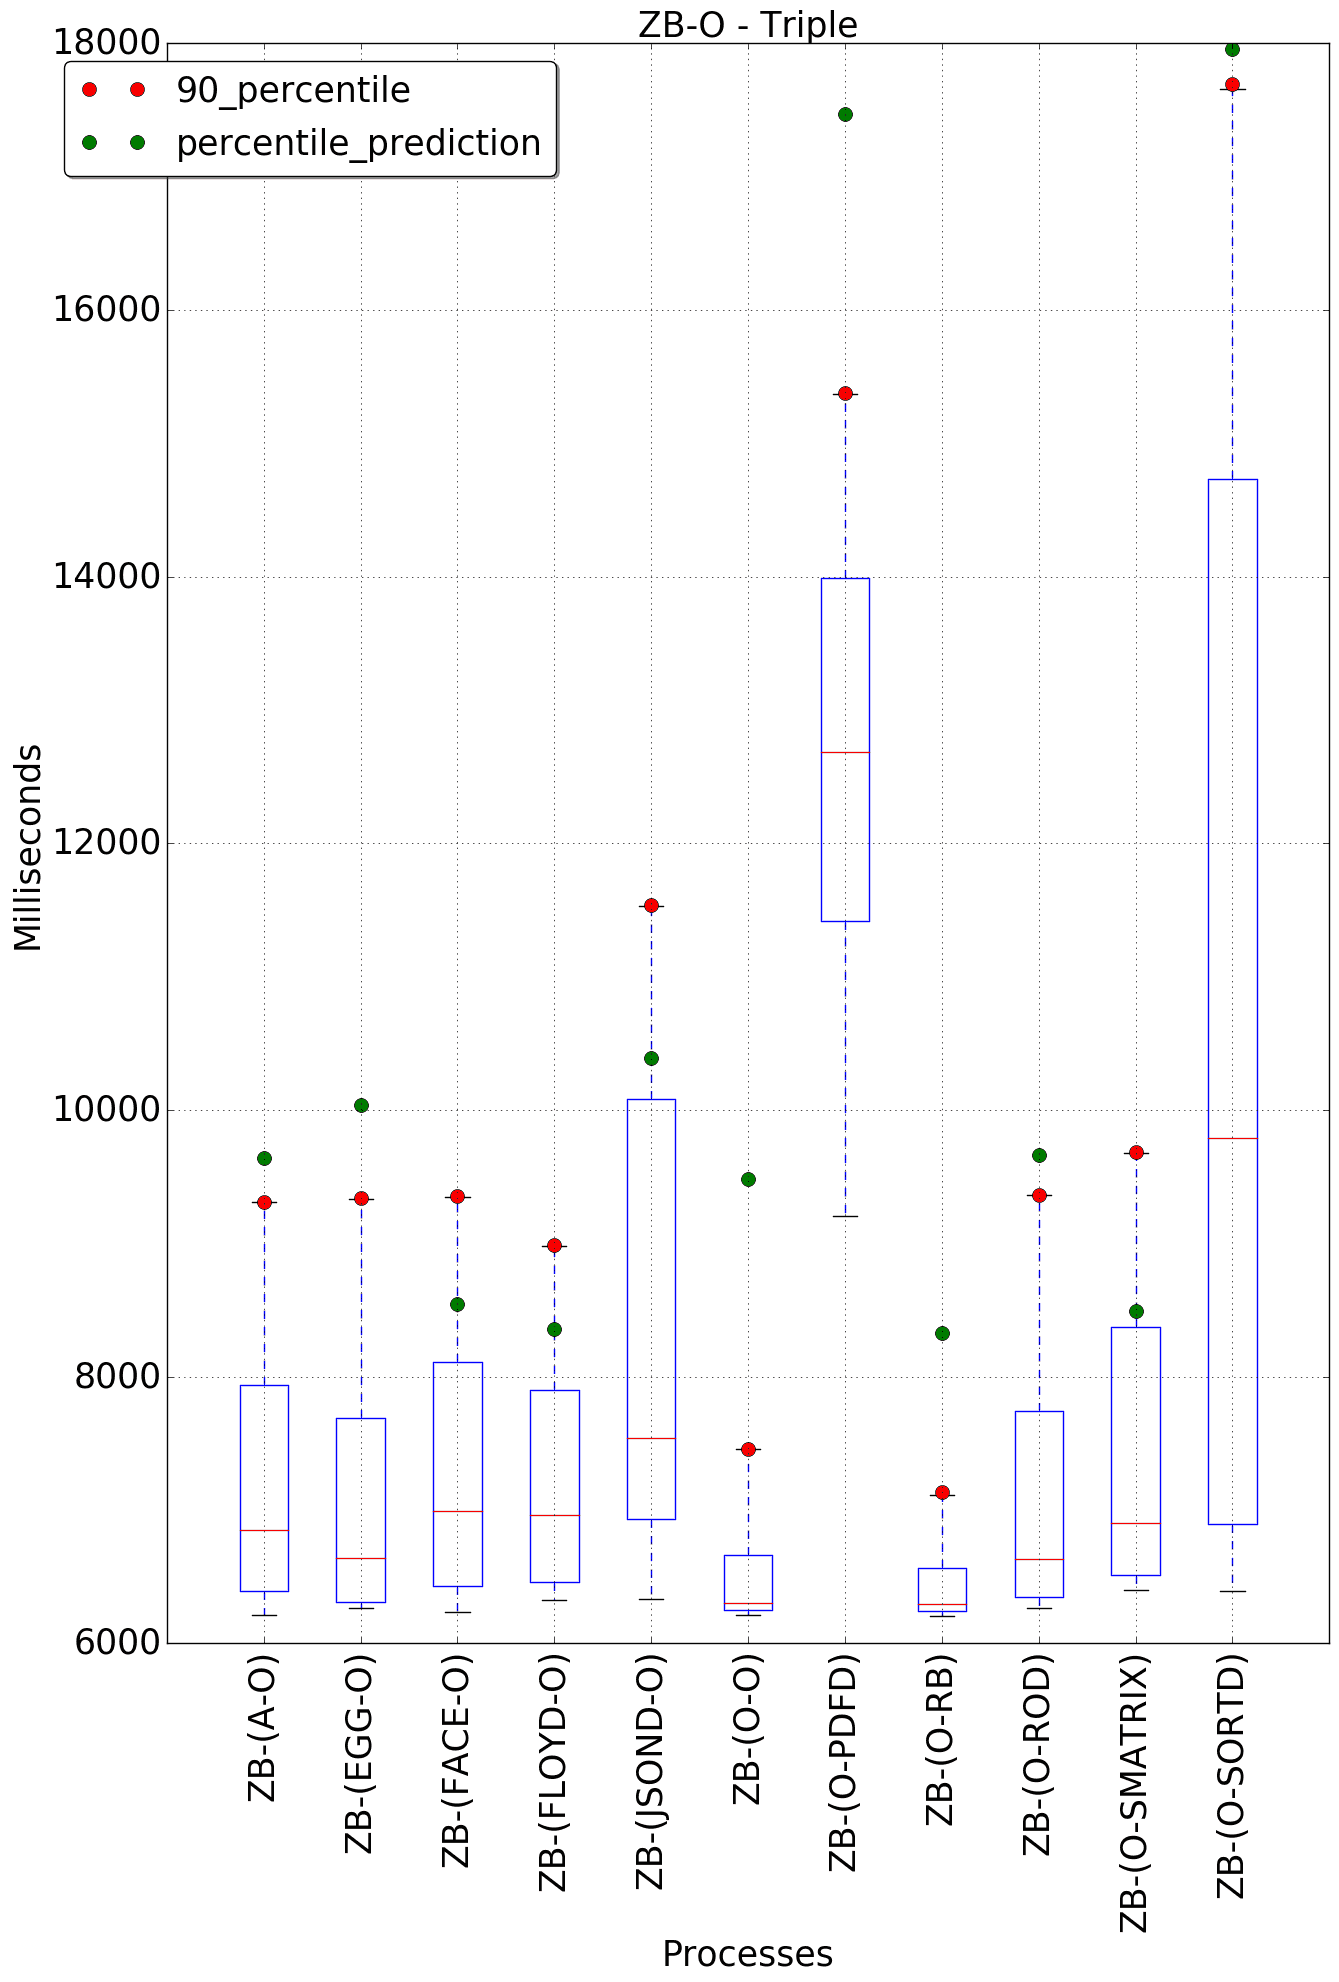 ZB-O - Triple
90_percentile
percentile_prediction
18000
16000
14000
12000
10000
8000
6000
Milliseconds
ZB-(A-O)
ZB-(EGG-O)
ZB-(FACE-O)
ZB-(FLOYD-O)
ZB-(JSOND-O)
ZB-(O-O)
ZB-(O-PDFD)
ZB-(O-RB)
ZB-(O-ROD)
ZB-(O-SMATRIX)
ZB-(O-SORTD)
Processes